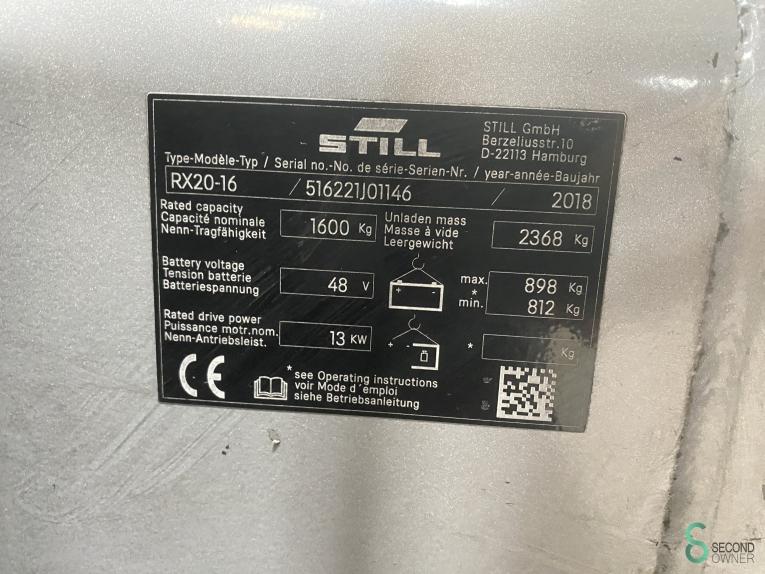 STILL
STILL GmbH
Berzeliusstr.10
D-22113 Hamburg
Type-Modèle-Typ / Serial no.-No. de série-Serien-Nr. / year-année-Baujahr
RX20-16 / 516221J01146 / 2018
Rated capacity
Capacité nominale
Nenn-Tragfähigkeit
1600 Kg
Unladen mass
Masse à vide
Leergewicht
2368 Kg
Battery voltage
Tension batterie
Batteriespannung
48 V
+ -
max. 898 Kg
*
min. 812 Kg
Rated drive power
Puissance motr.nom.
Nenn-Antriebsleist.
13 KW
+
* Kg
CE
*see Operating instructions
voir Mode d'emploi
siehe Betriebsanleitung
SECOND
OWNER